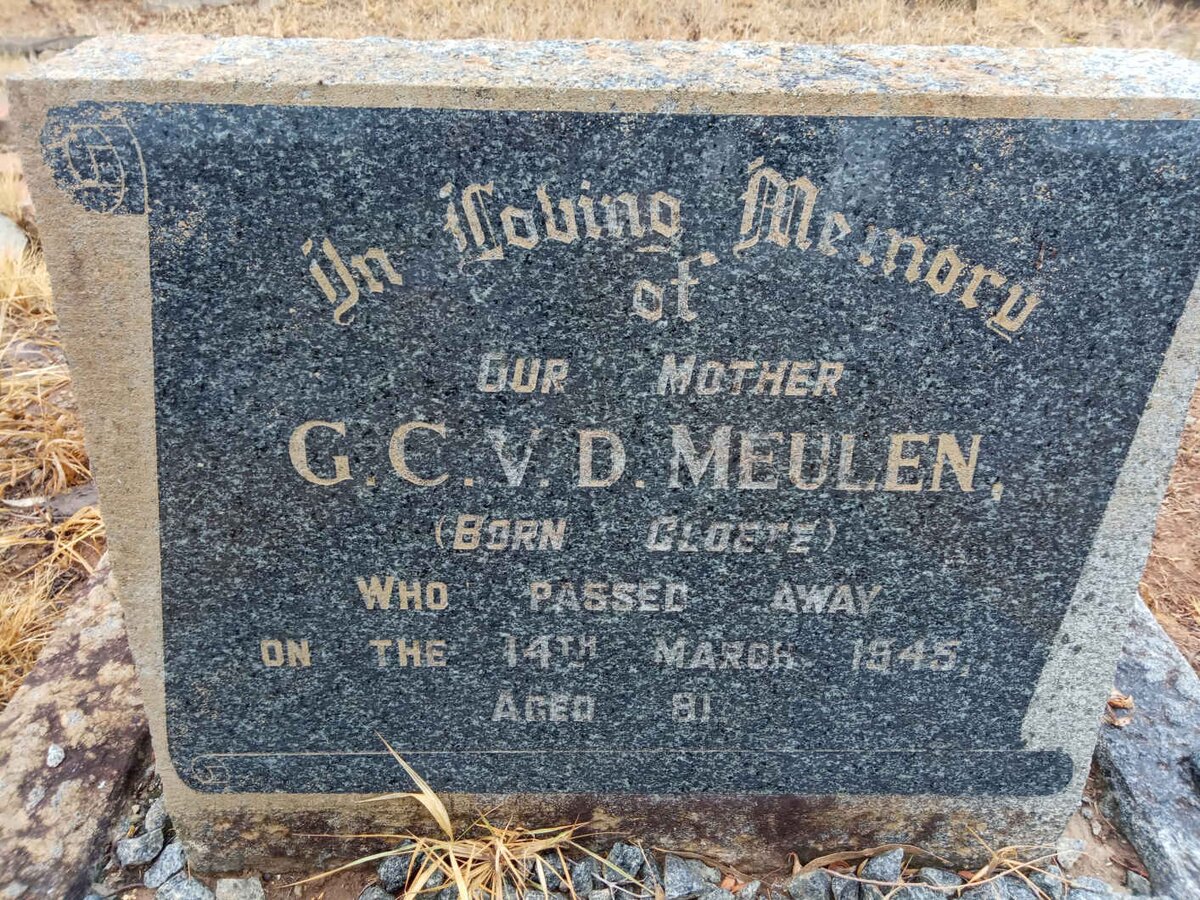 In Loving Memory
of
OUR MOTHER
G. C. V. D. MEULEN,
(BORN CLOETE)
WHO PASSED AWAY
ON THE 14TH MARCH 1945,
AGED 81.